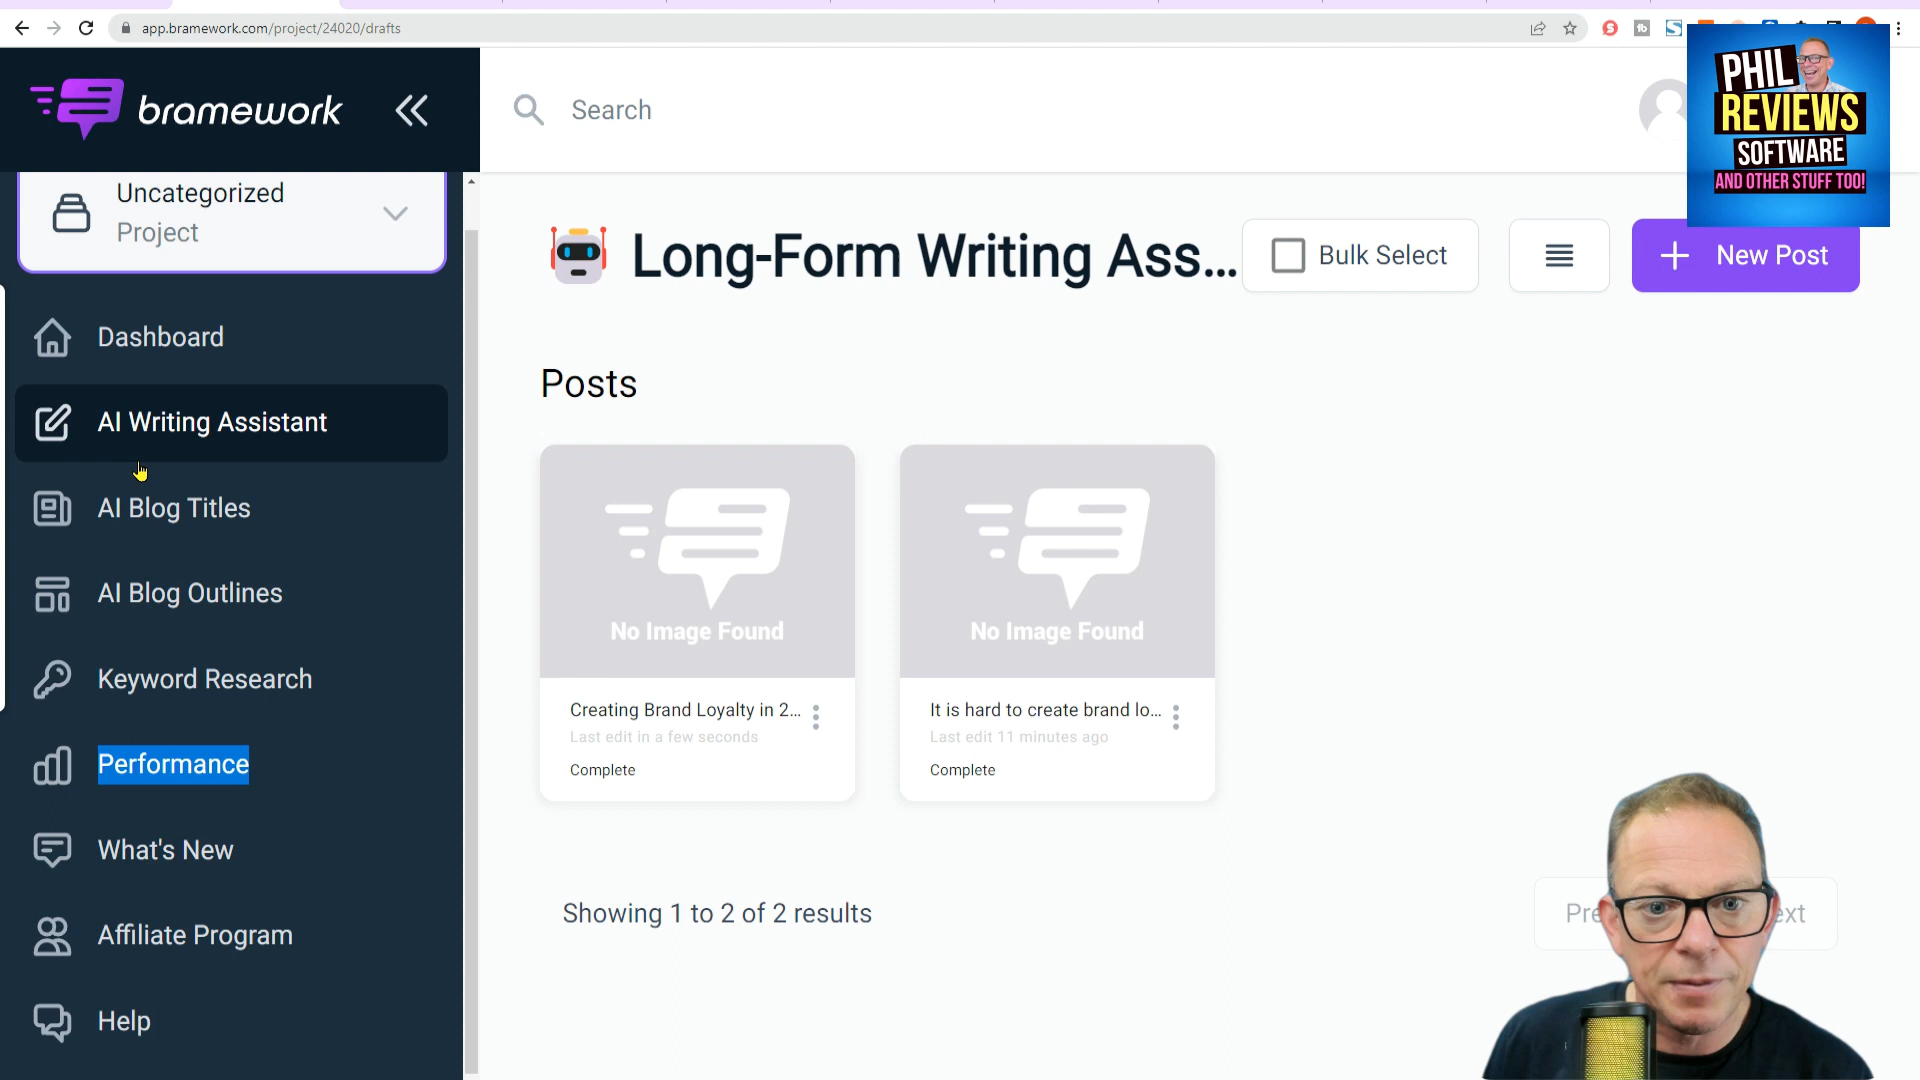 app.bramework.com/project/24020/drafts
bramework
Search
PHIL
REVIEWS
SOFTWARE
AND OTHER STUFF TOO!
Uncategorized
Project
Long-Form Writing Ass...
Bulk Select
New Post
Dashboard
AI Writing Assistant
AI Blog Titles
AI Blog Outlines
Keyword Research
Performance
What's New
Affiliate Program
Help
Posts
No Image Found
Creating Brand Loyalty in 2...
Last edit in a few seconds
Complete
No Image Found
It is hard to create brand lo...
Last edit 11 minutes ago
Complete
Showing 1 to 2 of 2 results